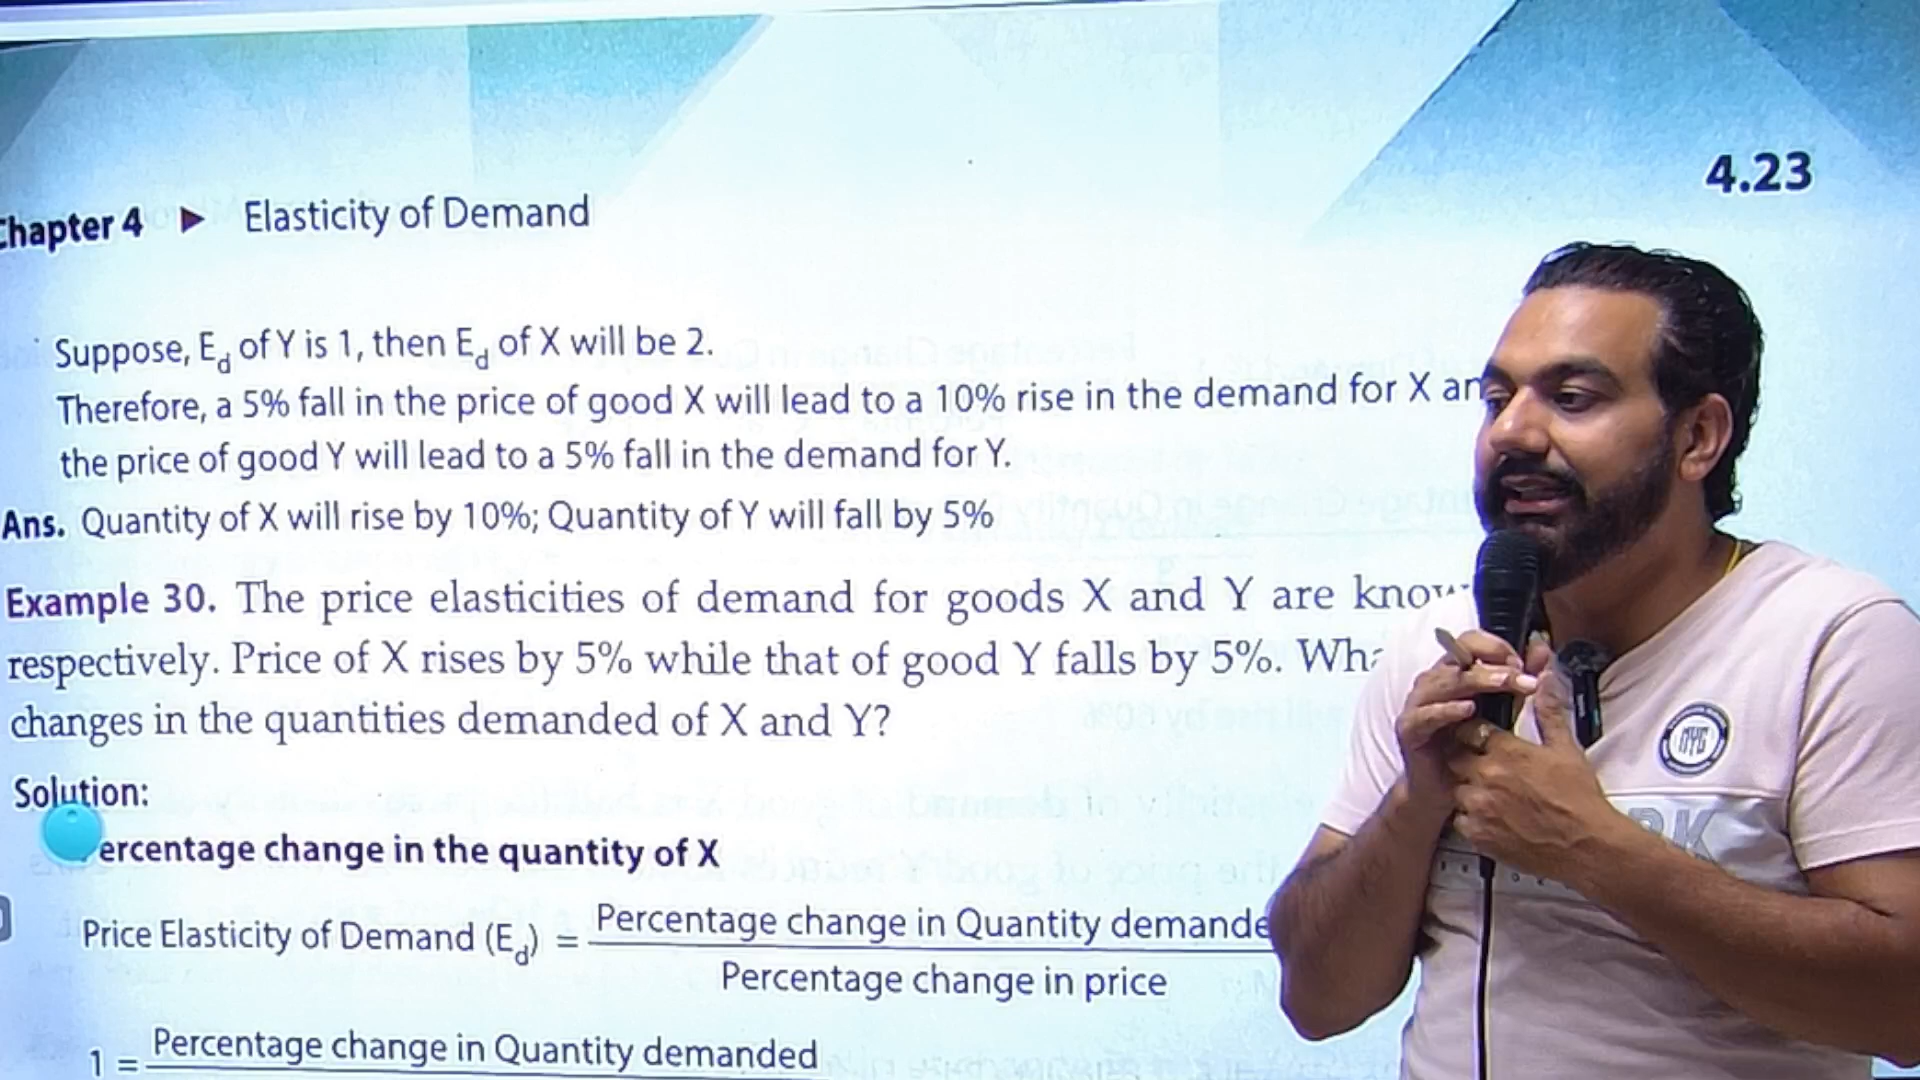 4.23
Chapter 4 ▶ Elasticity of Demand
Suppose, Ed of Y is 1, then Ed of X will be 2.
Therefore, a 5% fall in the price of good X will lead to a 10% rise in the demand for X an
the price of good Y will lead to a 5% fall in the demand for Y.
Ans. Quantity of X will rise by 10%; Quantity of Y will fall by 5%
Example 30. The price elasticities of demand for goods X and Y are know
respectively. Price of X rises by 5% while that of good Y falls by 5%. Wha
changes in the quantities demanded of X and Y?
Solution:
ercentage change in the quantity of X
Price Elasticity of Demand (Ed) = Percentage change in Quantity demande
Percentage change in price
1 = Percentage change in Quantity demanded